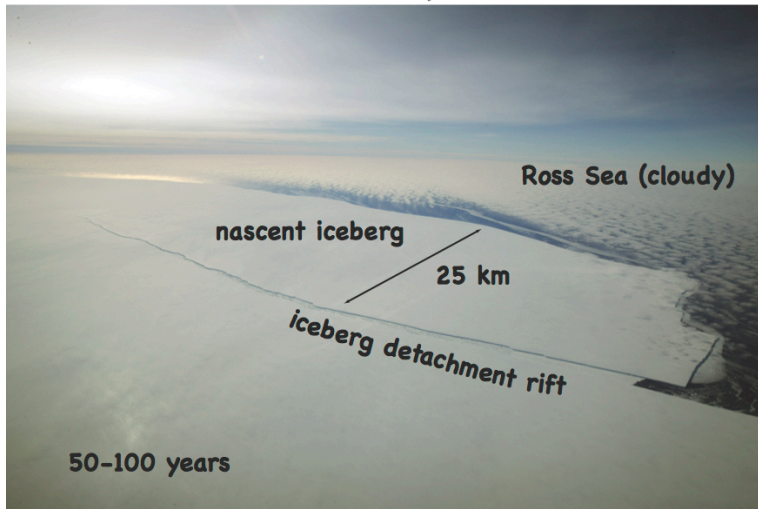 Ross Sea (cloudy)
nascent iceberg
25 km
iceberg detachment rift
50-100 years